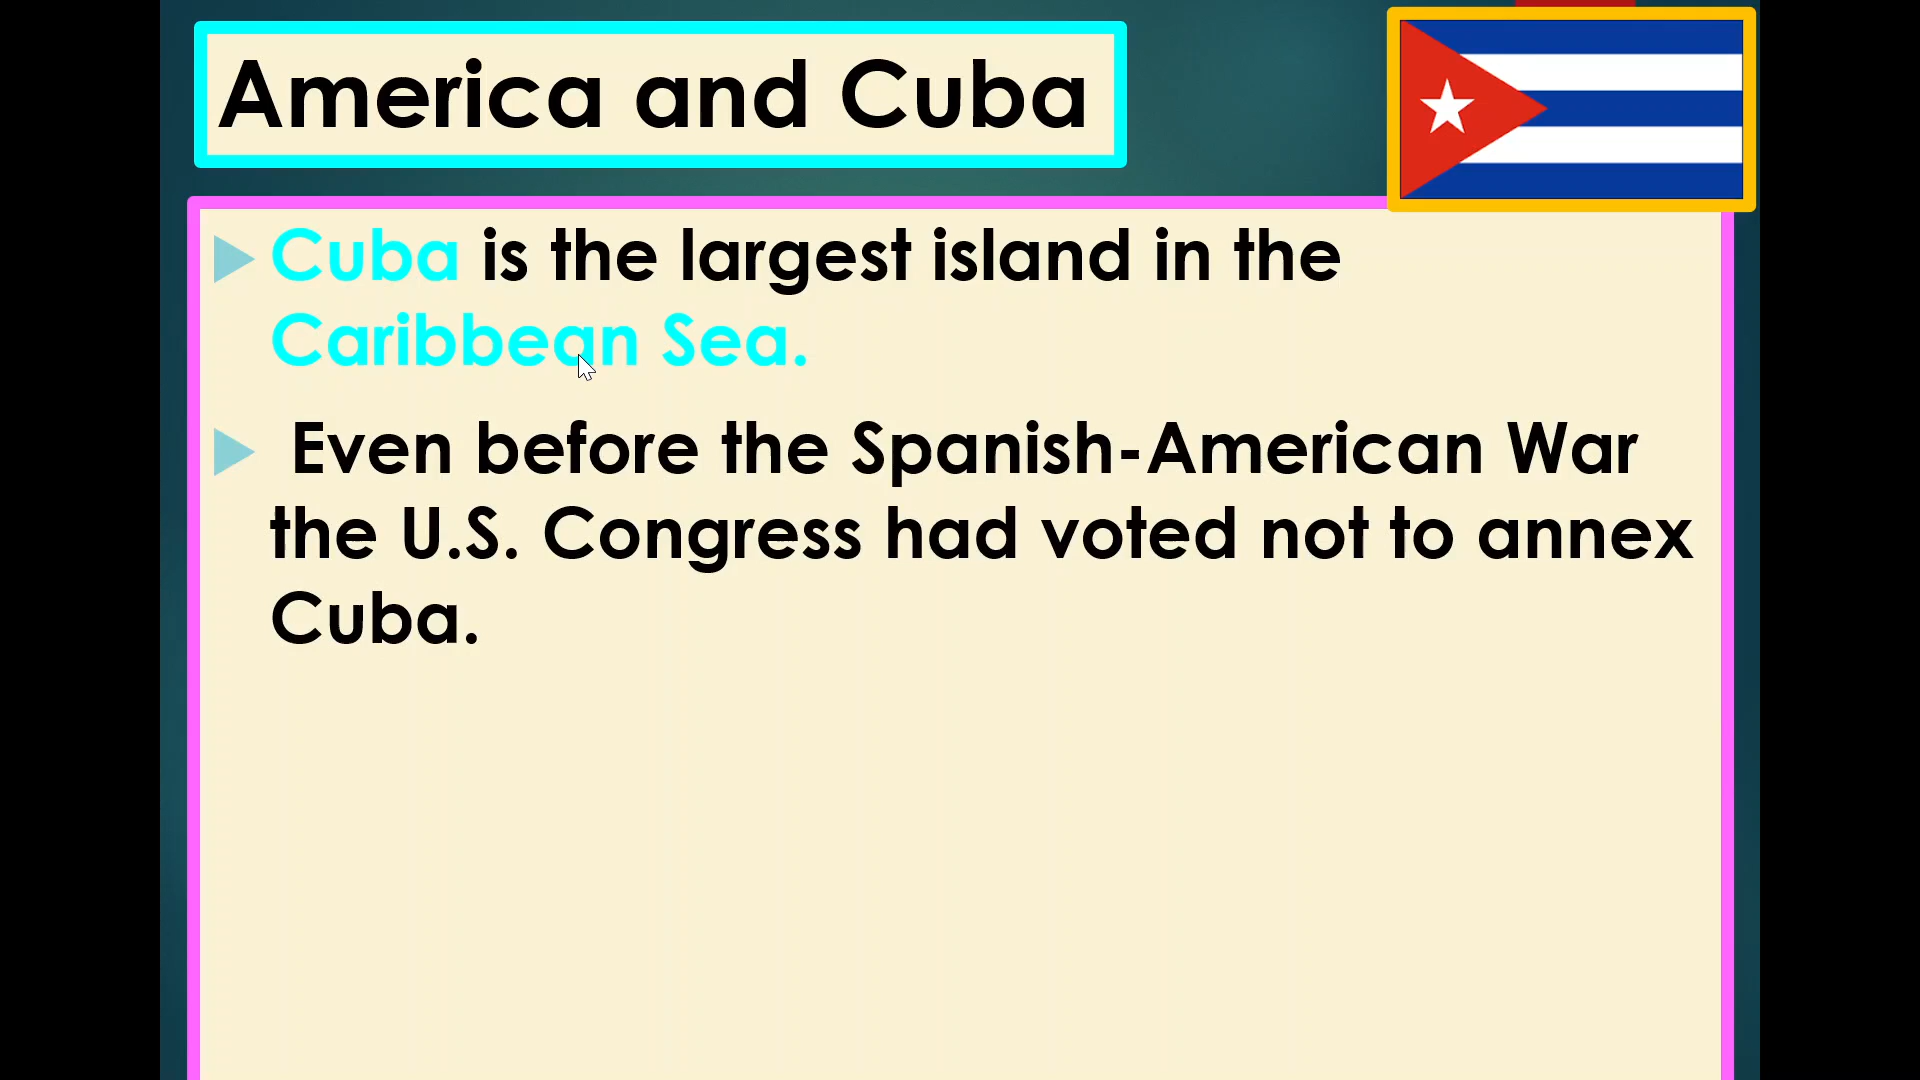 America and Cuba
Cuba is the largest island in the
Caribbean Sea.
Even before the Spanish-American War
the U.S. Congress had voted not to annex
Cuba.